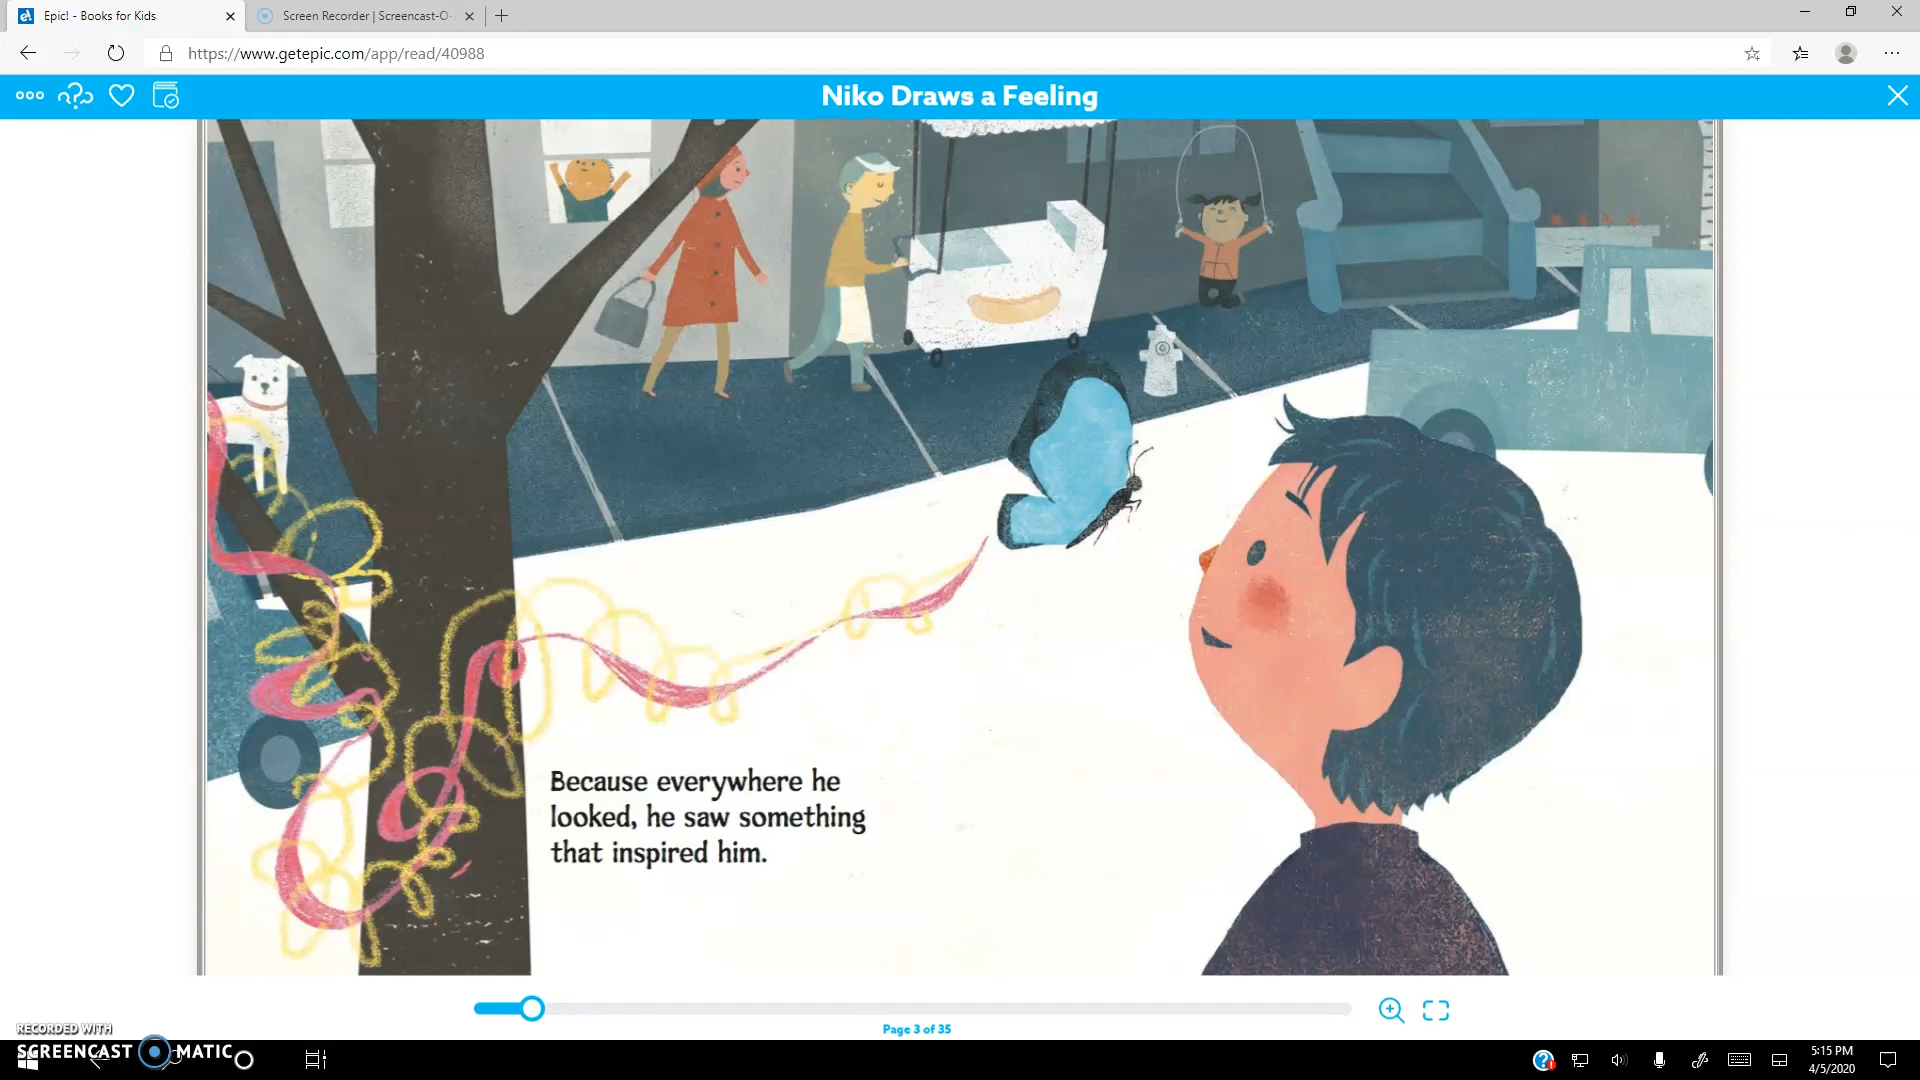 Epic! - Books for Kids
Screen Recorder | Screencast-O-
https://www.getepic.com/app/read/40988
Niko Draws a Feeling
Because everywhere he
looked, he saw something
that inspired him.
Page 3 of 35
RECORDED WITH
SCREENCAST MATIC
5:15 PM
4/5/2020